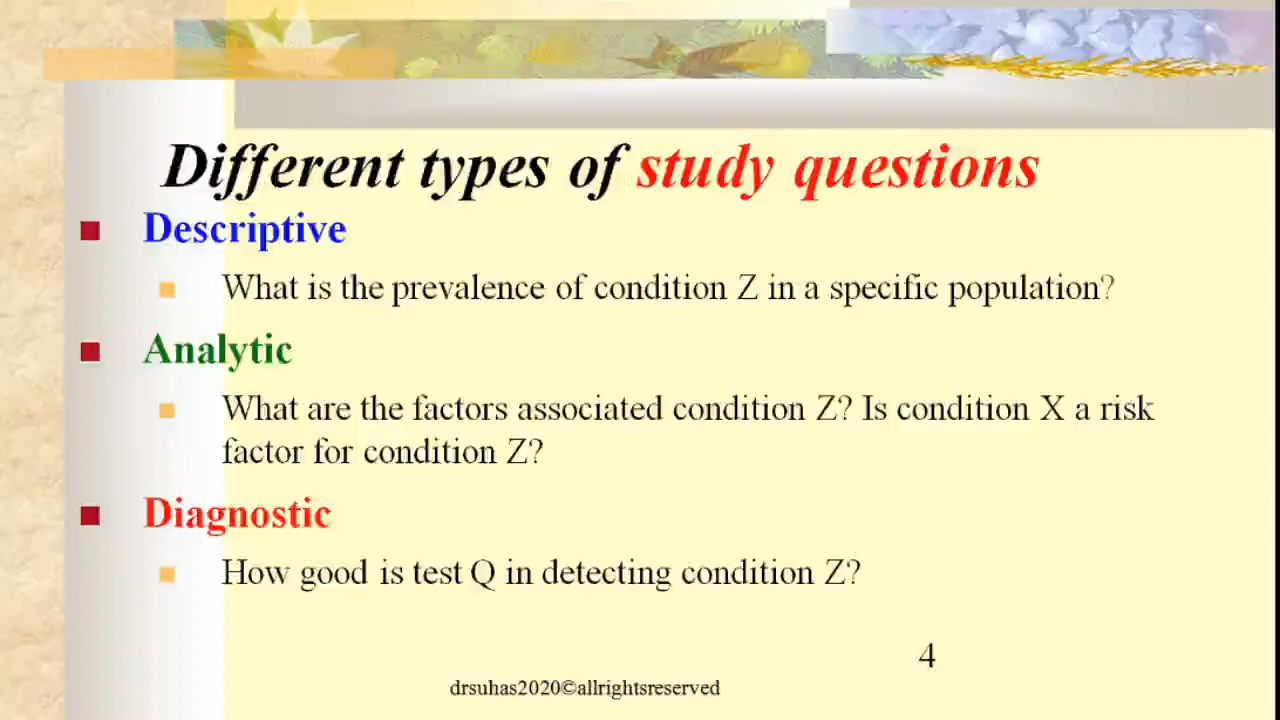 Different types of study questions
Descriptive
What is the prevalence of condition Z in a specific population?
Analytic
What are the factors associated condition Z? Is condition X a risk
factor for condition Z?
Diagnostic
How good is test Q in detecting condition Z?
4
drsuhas2020©allrightsreserved